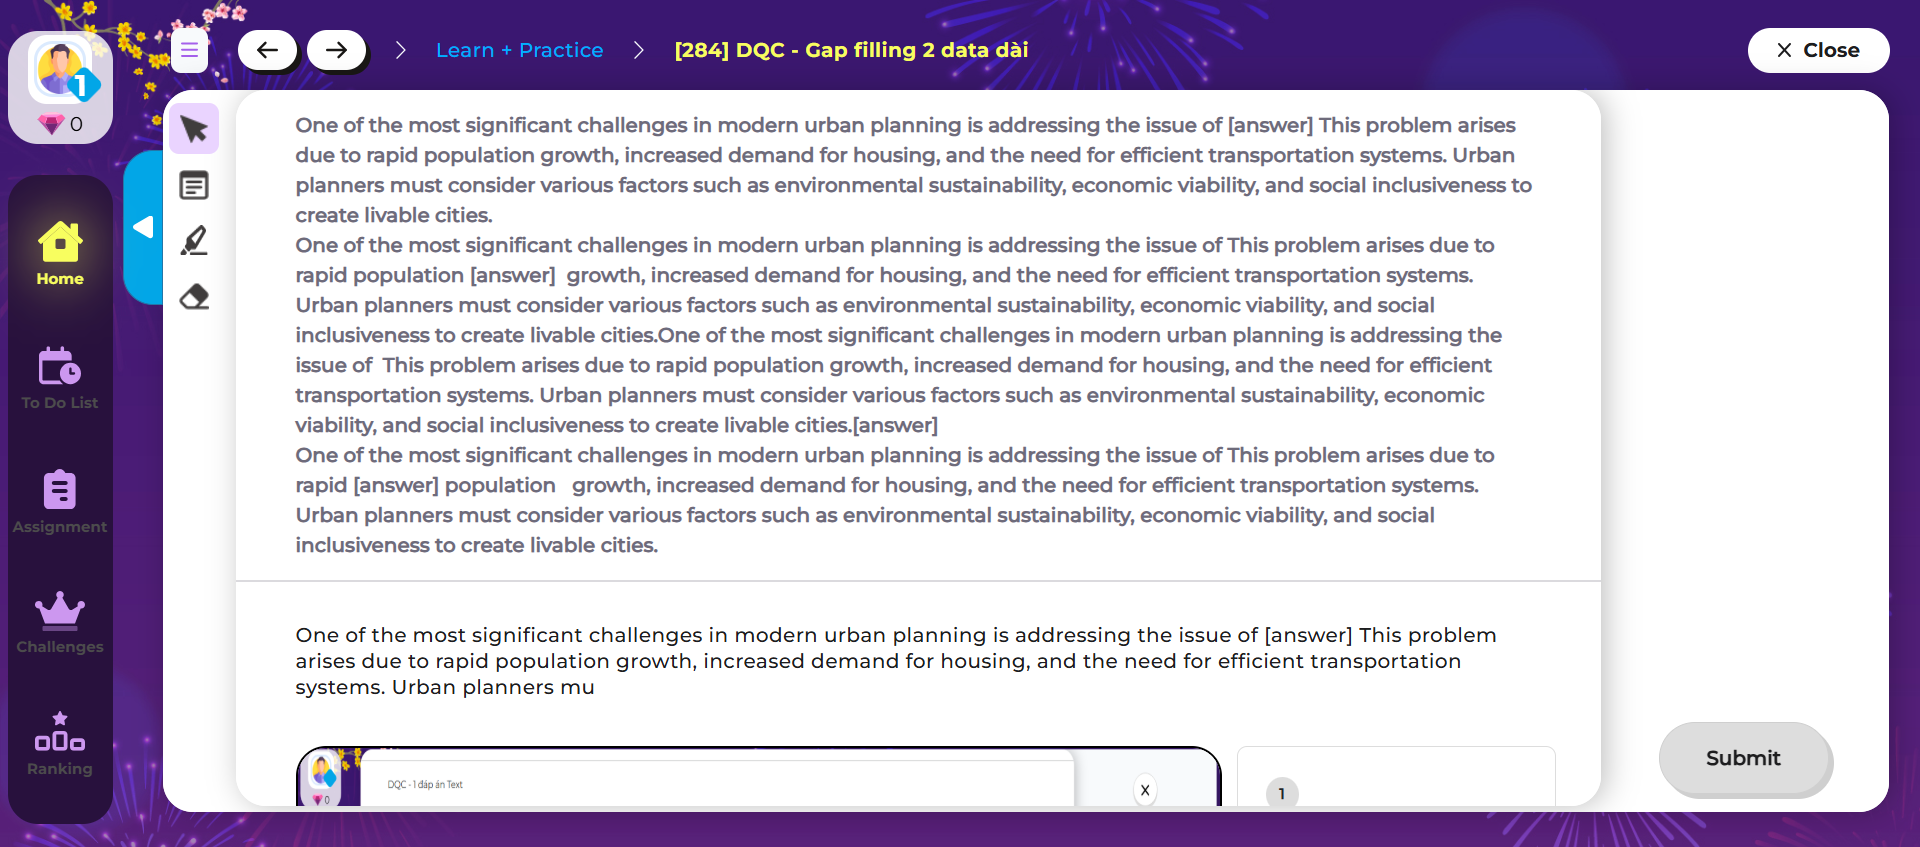 Learn + Practice
[284] DQC - Gap filling 2 data dài
Close
1
0
Home
To Do List
Assignment
Challenges
Ranking
One of the most significant challenges in modern urban planning is addressing the issue of [answer] This problem arises
due to rapid population growth, increased demand for housing, and the need for efficient transportation systems. Urban
planners must consider various factors such as environmental sustainability, economic viability, and social inclusiveness to
create livable cities.
One of the most significant challenges in modern urban planning is addressing the issue of This problem arises due to
rapid population [answer]  growth, increased demand for housing, and the need for efficient transportation systems.
Urban planners must consider various factors such as environmental sustainability, economic viability, and social
inclusiveness to create livable cities.One of the most significant challenges in modern urban planning is addressing the
issue of  This problem arises due to rapid population growth, increased demand for housing, and the need for efficient
transportation systems. Urban planners must consider various factors such as environmental sustainability, economic
viability, and social inclusiveness to create livable cities.[answer]
One of the most significant challenges in modern urban planning is addressing the issue of This problem arises due to
rapid [answer] population   growth, increased demand for housing, and the need for efficient transportation systems.
Urban planners must consider various factors such as environmental sustainability, economic viability, and social
inclusiveness to create livable cities.
One of the most significant challenges in modern urban planning is addressing the issue of [answer] This problem
arises due to rapid population growth, increased demand for housing, and the need for efficient transportation
systems. Urban planners mu
DQC - 1 đáp án Text
X
0
1
Submit